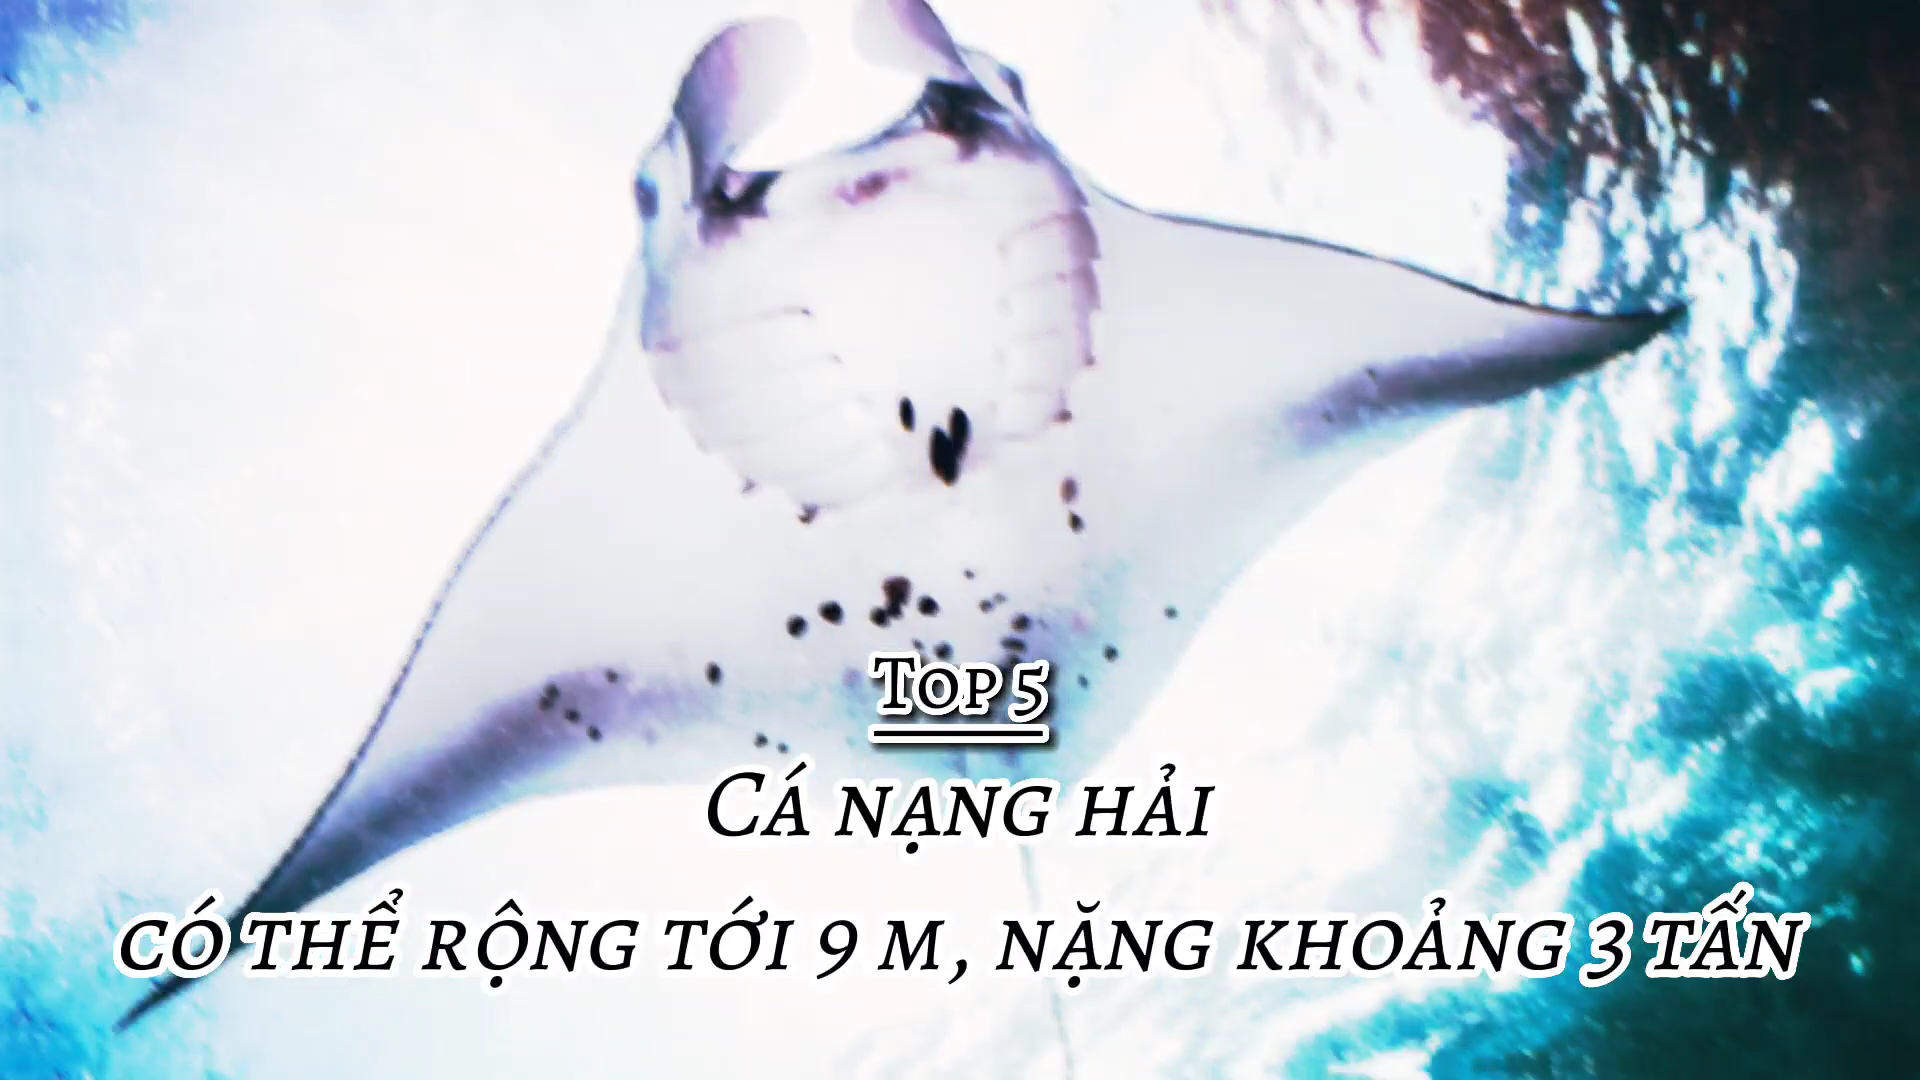 Top 5
Cá nạng hải
có thể rộng tới 9 m, nặng khoảng 3 tấn